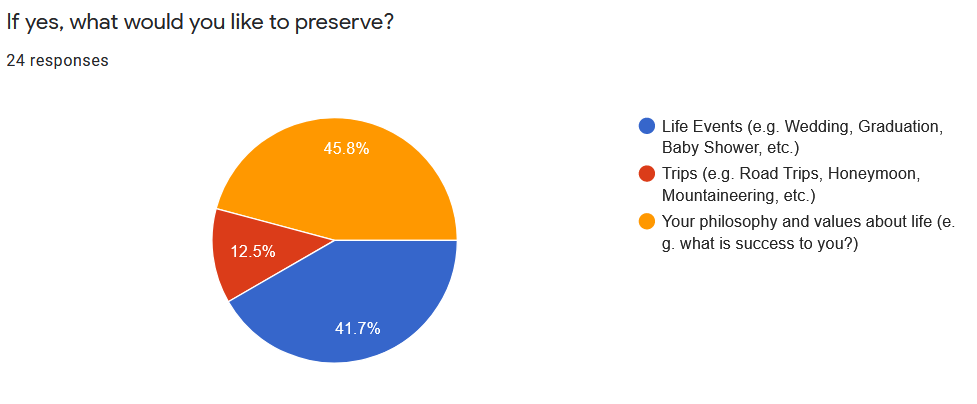 If yes, what would you like to preserve?
24 responses
45.8%
12.5%
41.7%
Life Events (e.g. Wedding, Graduation,
Baby Shower, etc.)
Trips (e.g. Road Trips, Honeymoon,
Mountaineering, etc.)
Your philosophy and values about life (e.
g. what is success to you?)